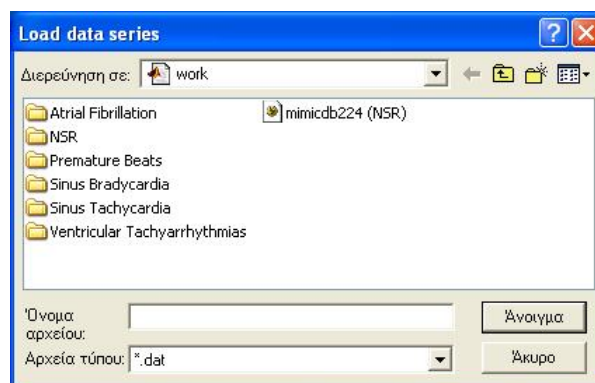 Load data series
Διερεύνηση σε: work
Atrial Fibrillation
NSR
Premature Beats
Sinus Bradycardia
Sinus Tachycardia
Ventricular Tachyarrhythmias
mimicdb224 (NSR)
Όνομα αρχείου:
Άνοιγμα
Αρχεία τύπου: *.dat
Άκυρο